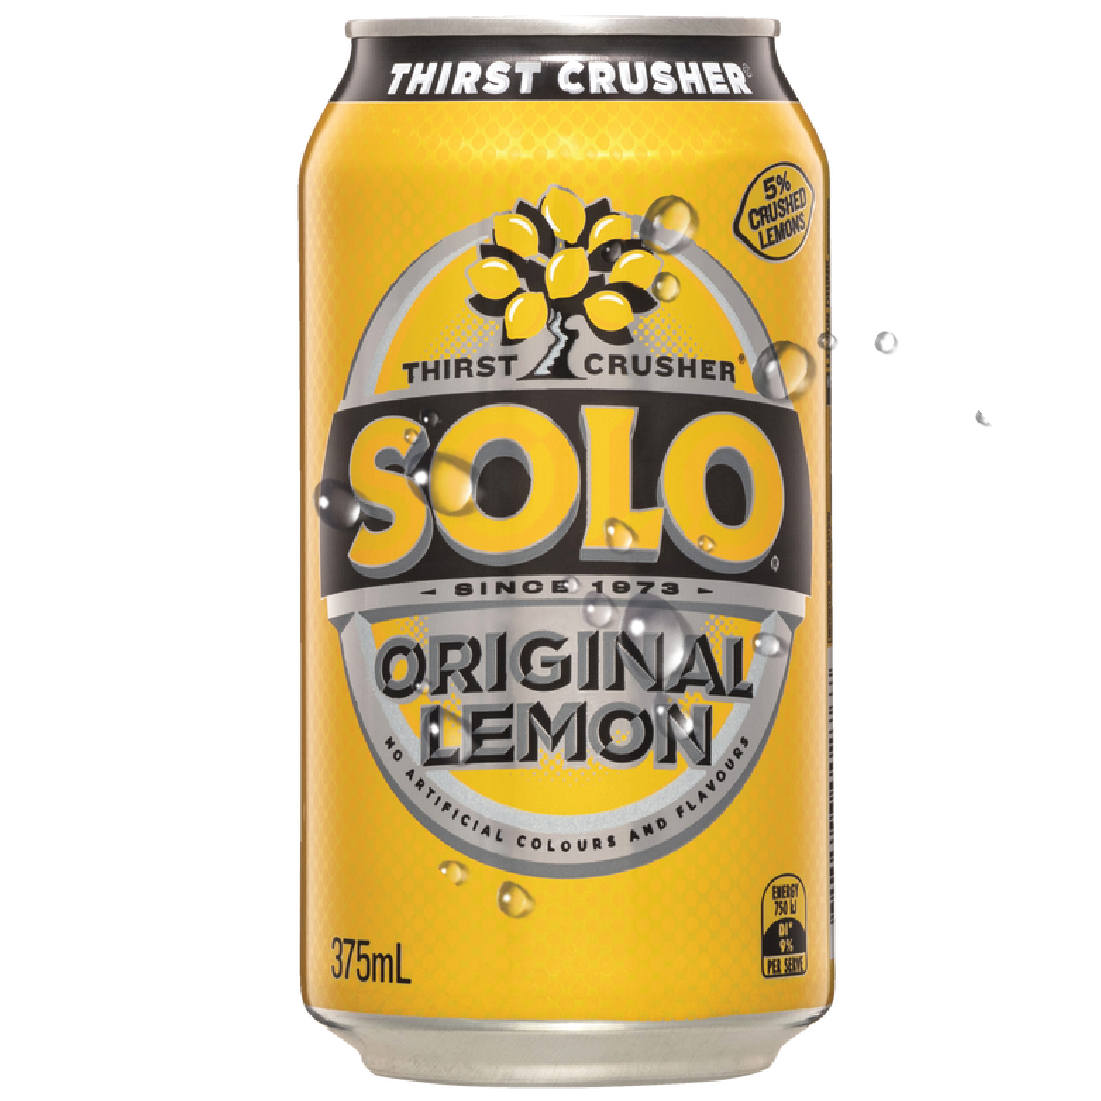 THIRST CRUSHER
5%
CRUSHED
LEMONS
THIRST CRUSHER®
SOLO®
- SINCE 1973 -
ORIGINAL
LEMON
NO ARTIFICIAL COLOURS AND FLAVOURS
375mL
ENERGY
750 kJ
DI*
9%
PER SERVE